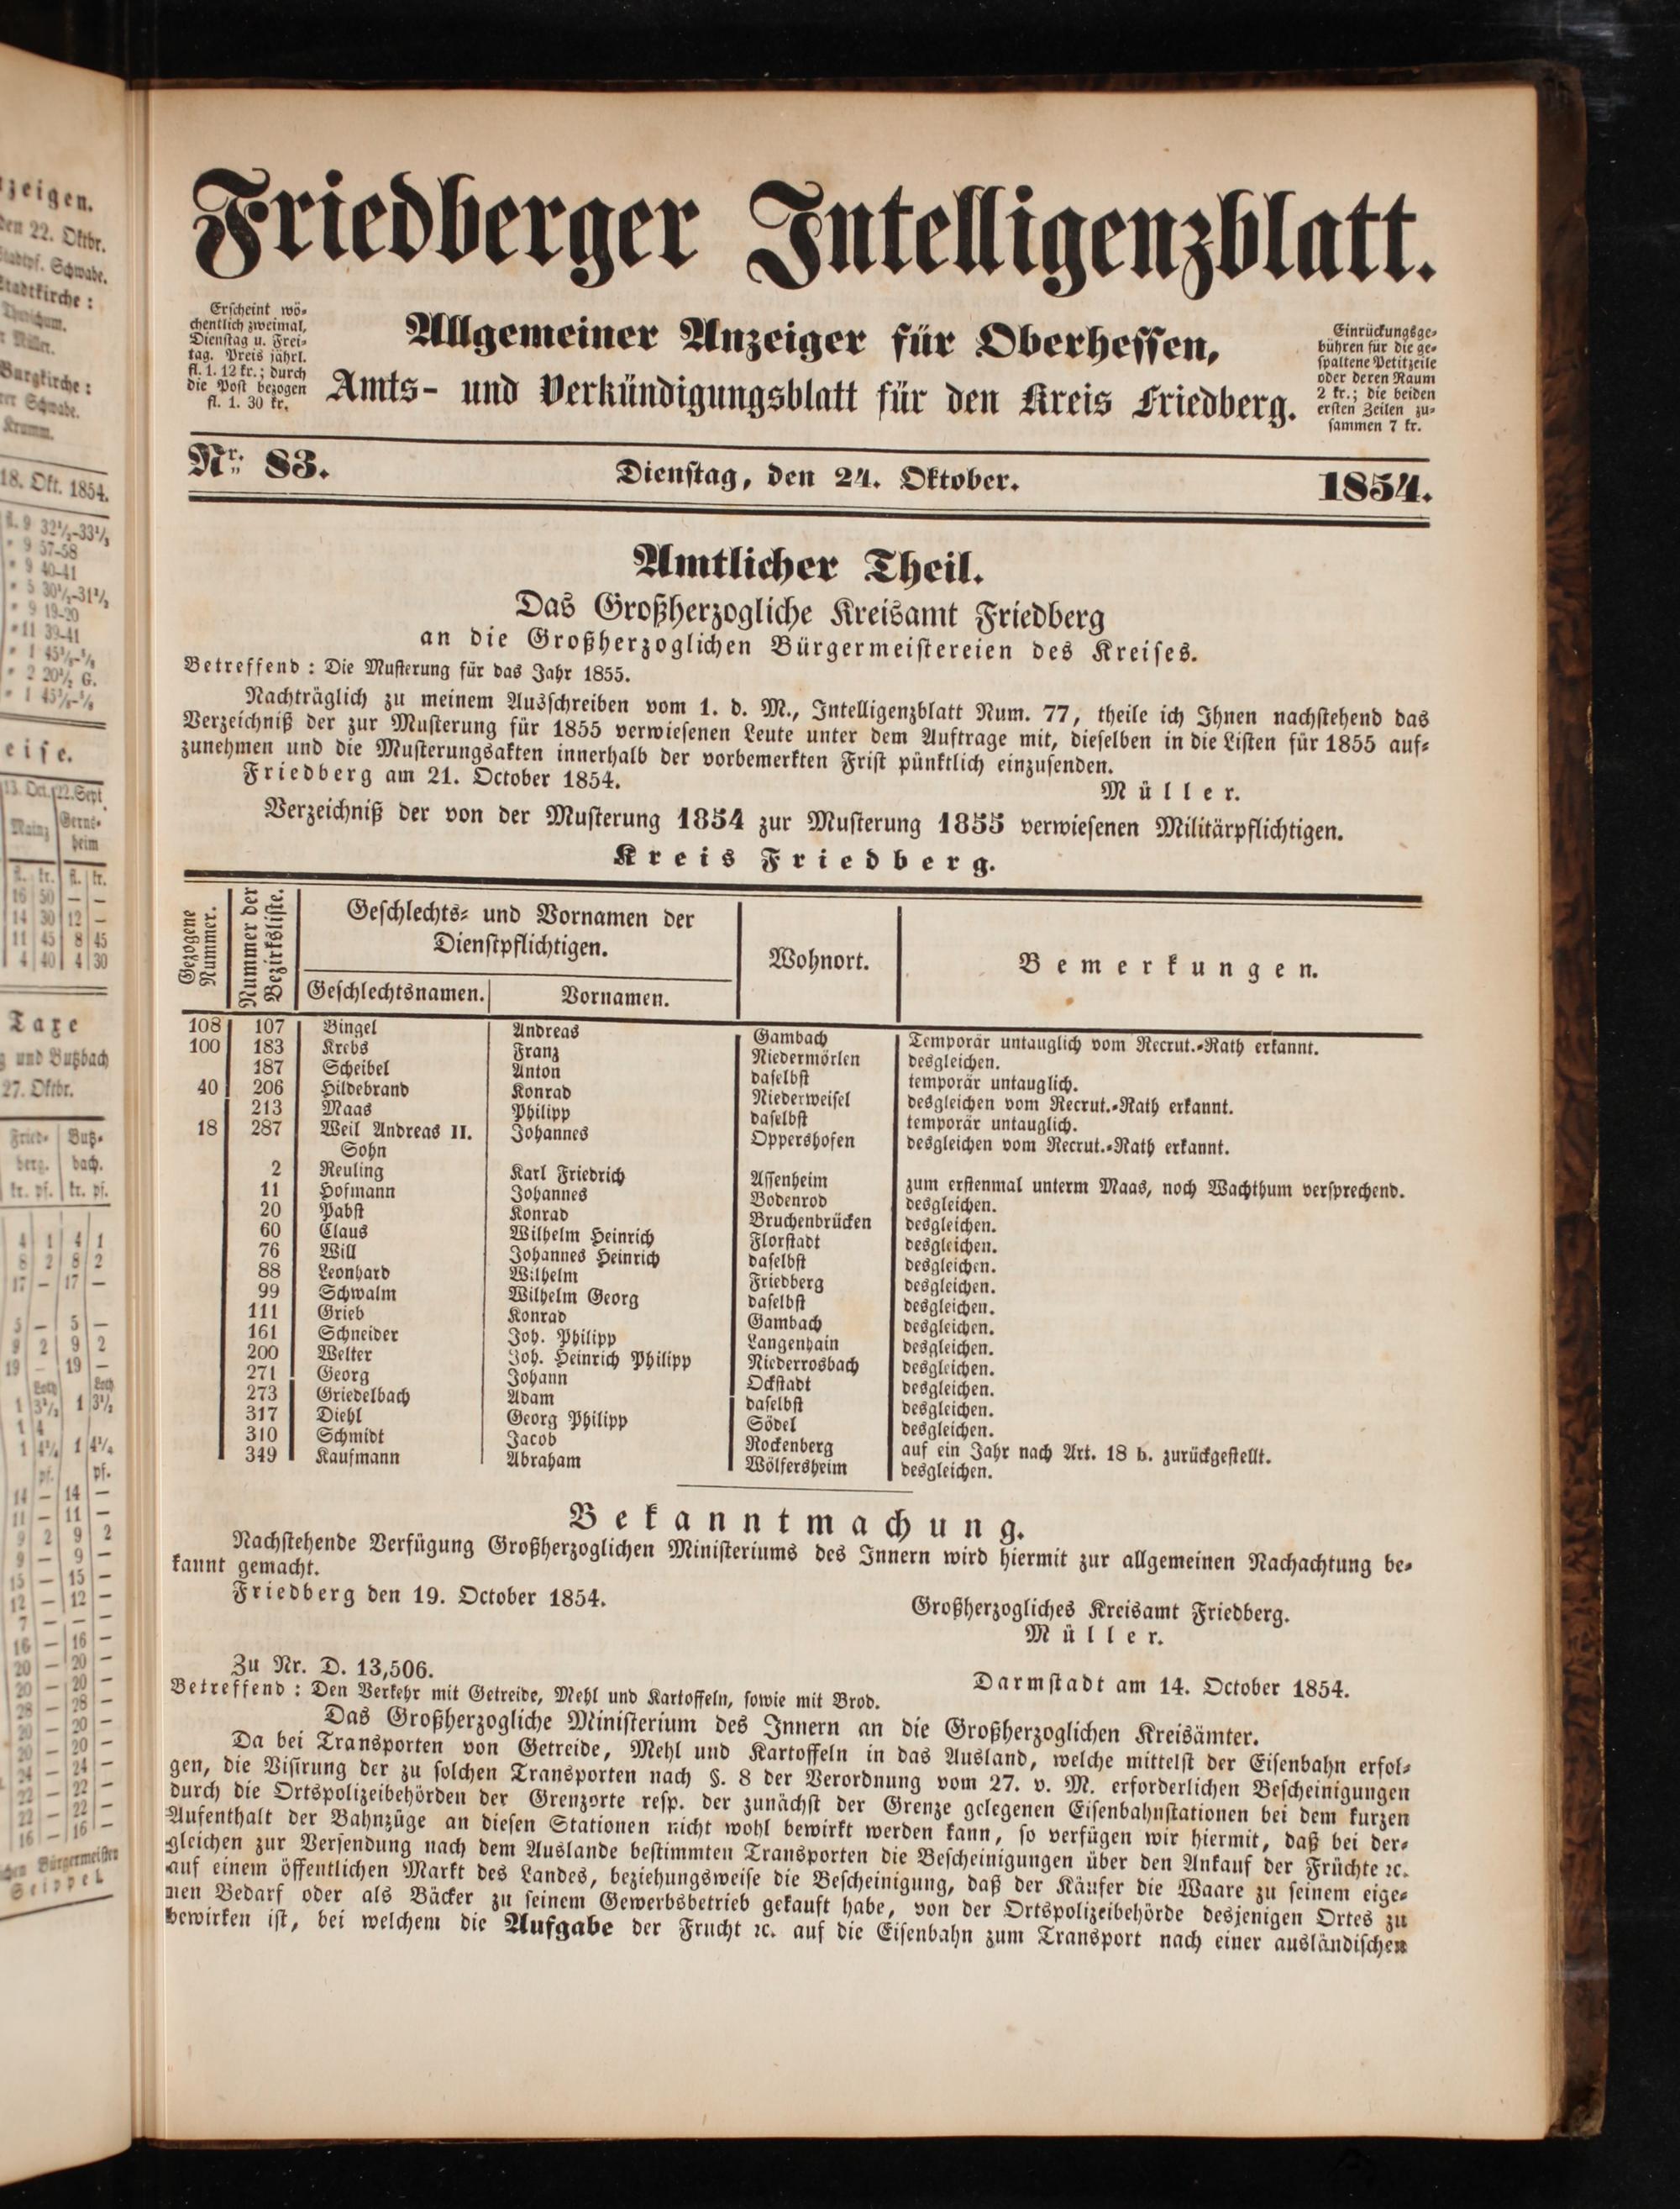 Friedberger Intelligenzblatt.
Erscheint wö-
chentlich zweimal,
Dienstag u. Frei-
tag. Preis jährl.
fl. 1. 12 kr.; durch
die Post bezogen
fl. 1. 30 kr.
Allgemeiner Anzeiger für Oberhessen,
Amts- und Verkündigungsblatt für den Kreis Friedberg.
Einrückungsge-
bühren für die ge-
spaltene Petitzeile
oder deren Raum
2 kr.; die beiden
ersten Zeilen zu-
sammen 7 kr.
Nr. 83. Dienstag, den 24. Oktober. 1854.
Amtlicher Theil.
Das Großherzogliche Kreisamt Friedberg
an die Großherzoglichen Bürgermeistereien des Kreises.
Betreffend: Die Musterung für das Jahr 1855.
Nachträglich zu meinem Ausschreiben vom 1. d. M., Intelligenzblatt Num. 77, theile ich Ihnen nachstehend das
Verzeichniß der zur Musterung für 1855 verwiesenen Leute unter dem Auftrage mit, dieselben in die Listen für 1855 auf-
zunehmen und die Musterungsakten innerhalb der vorbemerkten Frist pünktlich einzusenden.
Friedberg am 21. October 1854.
Müller.
Verzeichniß der von der Musterung 1854 zur Musterung 1855 verwiesenen Militärpflichtigen.
Kreis Friedberg.
Gezogene Nummer.
Nummer der Bezirksliste.
Geschlechts- und Vornamen der
Dienstpflichtigen.
Geschlechtsnamen. Vornamen.
Wohnort.
Bemerkungen.
108 107 Bingel Andreas Gambach Temporär untauglich vom Recrut.-Rath erkannt.
100 183 Krebs Franz Niedermörlen desgleichen.
187 Scheibel Anton daselbst temporär untauglich.
40 206 Hildebrand Konrad Niederweisel desgleichen vom Recrut.-Rath erkannt.
213 Maas Philipp daselbst temporär untauglich.
18 287 Weil Andreas II. Johannes Oppershofen desgleichen vom Recrut.-Rath erkannt.
Sohn
2 Reuling Karl Friedrich Assenheim zum erstenmal unterm Maas, noch Wachthum versprechend.
11 Hofmann Johannes Bodenrod desgleichen.
20 Pabst Konrad Bruchenbrücken desgleichen.
60 Claus Wilhelm Heinrich Florstadt desgleichen.
76 Will Johannes Heinrich daselbst desgleichen.
88 Leonhard Wilhelm Friedberg desgleichen.
99 Schwalm Wilhelm Georg daselbst desgleichen.
111 Grieb Konrad Gambach desgleichen.
161 Schneider Joh. Philipp Langenhain desgleichen.
200 Welter Joh. Heinrich Philipp Niederrosbach desgleichen.
271 Georg Johann Ockstadt desgleichen.
273 Griedelbach Adam daselbst desgleichen.
317 Diehl Georg Philipp Södel desgleichen.
310 Schmidt Jacob Rockenberg auf ein Jahr nach Art. 18 b. zurückgestellt.
349 Kaufmann Abraham Wölfersheim desgleichen.
Bekanntmachung.
Nachstehende Verfügung Großherzoglichen Ministeriums des Innern wird hiermit zur allgemeinen Nachachtung be-
kannt gemacht.
Friedberg den 19. October 1854.
Großherzogliches Kreisamt Friedberg.
Müller.
Zu Nr. D. 13,506.
Darmstadt am 14. October 1854.
Betreffend: Den Verkehr mit Getreide, Mehl und Kartoffeln, sowie mit Brod.
Das Großherzogliche Ministerium des Innern an die Großherzoglichen Kreisämter.
Da bei Transporten von Getreide, Mehl und Kartoffeln in das Ausland, welche mittelst der Eisenbahn erfol-
gen, die Visirung der zu solchen Transporten nach §. 8 der Verordnung vom 27. v. M. erforderlichen Bescheinigungen
durch die Ortspolizeibehörden der Grenzorte resp. der zunächst der Grenze gelegenen Eisenbahnstationen bei dem kurzen
Aufenthalt der Bahnzüge an diesen Stationen nicht wohl bewirkt werden kann, so verfügen wir hiermit, daß bei der-
gleichen zur Versendung nach dem Auslande bestimmten Transporten die Bescheinigungen über den Ankauf der Früchte ꝛc.
auf einem öffentlichen Markt des Landes, beziehungsweise die Bescheinigung, daß der Käufer die Waare zu seinem eige-
nen Bedarf oder als Bäcker zu seinem Gewerbsbetrieb gekauft habe, von der Ortspolizeibehörde desjenigen Ortes zu
bewirken ist, bei welchem die Aufgabe der Frucht ꝛc. auf die Eisenbahn zum Transport nach einer ausländischen